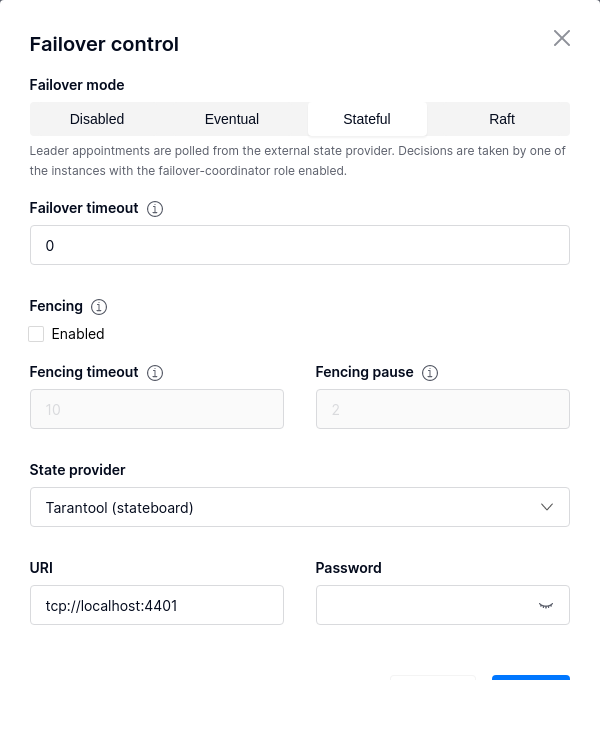 Failover control
Failover mode
Disabled Eventual Stateful Raft
Leader appointments are polled from the external state provider. Decisions are taken by one of
the instances with the failover-coordinator role enabled.
Failover timeout
0
Fencing
Enabled
Fencing timeout Fencing pause
10 2
State provider
Tarantool (stateboard)
URI Password
tcp://localhost:4401